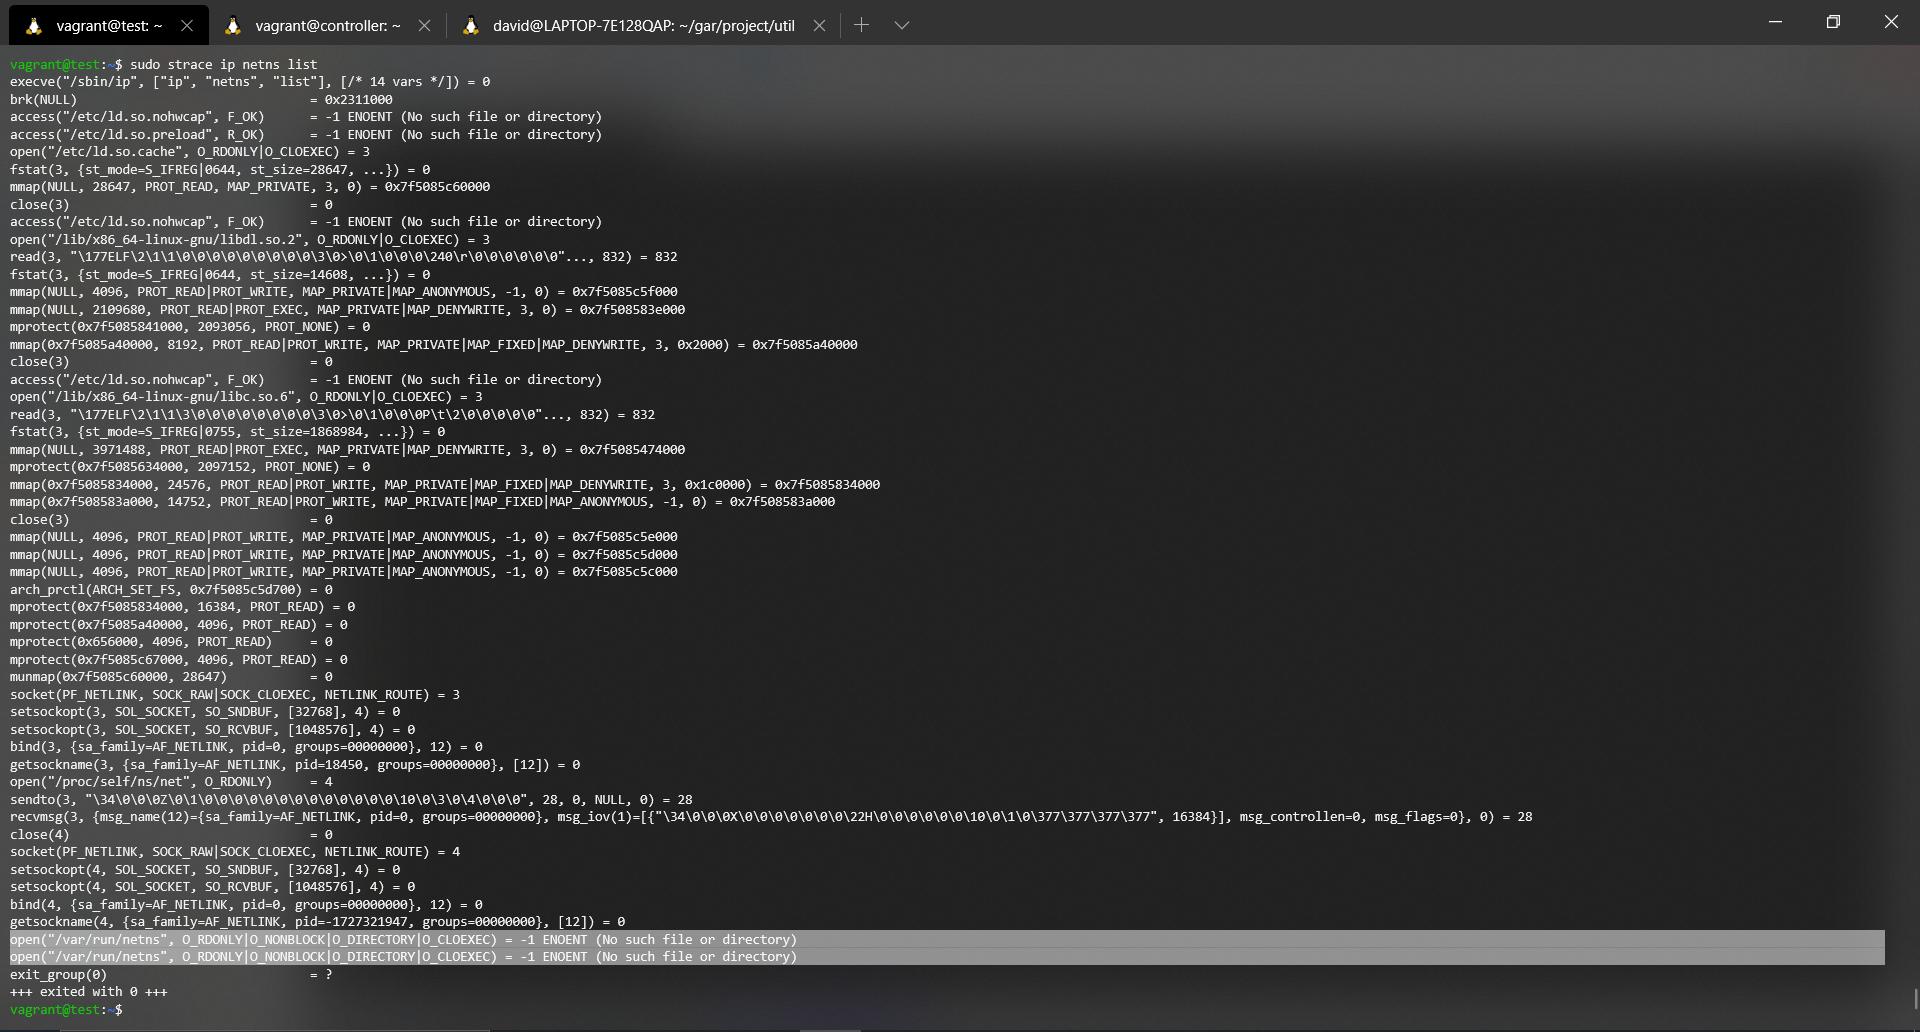 vagrant@test: ~
vagrant@controller: ~
david@LAPTOP-7E128QAP: ~/gar/project/util
vagrant@test:~$ sudo strace ip netns list
execve("/sbin/ip", ["ip", "netns", "list"], [/* 14 vars */]) = 0
brk(NULL)                               = 0x2311000
access("/etc/ld.so.nohwcap", F_OK)      = -1 ENOENT (No such file or directory)
access("/etc/ld.so.preload", R_OK)      = -1 ENOENT (No such file or directory)
open("/etc/ld.so.cache", O_RDONLY|O_CLOEXEC) = 3
fstat(3, {st_mode=S_IFREG|0644, st_size=28647, ...}) = 0
mmap(NULL, 28647, PROT_READ, MAP_PRIVATE, 3, 0) = 0x7f5085c60000
close(3)                                = 0
access("/etc/ld.so.nohwcap", F_OK)      = -1 ENOENT (No such file or directory)
open("/lib/x86_64-linux-gnu/libdl.so.2", O_RDONLY|O_CLOEXEC) = 3
read(3, "\177ELF\2\1\1\0\0\0\0\0\0\0\0\0\3\0>\0\1\0\0\0\240\r\0\0\0\0\0\0"..., 832) = 832
fstat(3, {st_mode=S_IFREG|0644, st_size=14608, ...}) = 0
mmap(NULL, 4096, PROT_READ|PROT_WRITE, MAP_PRIVATE|MAP_ANONYMOUS, -1, 0) = 0x7f5085c5f000
mmap(NULL, 2109680, PROT_READ|PROT_EXEC, MAP_PRIVATE|MAP_DENYWRITE, 3, 0) = 0x7f508583e000
mprotect(0x7f5085841000, 2093056, PROT_NONE) = 0
mmap(0x7f5085a40000, 8192, PROT_READ|PROT_WRITE, MAP_PRIVATE|MAP_FIXED|MAP_DENYWRITE, 3, 0x2000) = 0x7f5085a40000
close(3)                                = 0
access("/etc/ld.so.nohwcap", F_OK)      = -1 ENOENT (No such file or directory)
open("/lib/x86_64-linux-gnu/libc.so.6", O_RDONLY|O_CLOEXEC) = 3
read(3, "\177ELF\2\1\1\3\0\0\0\0\0\0\0\0\3\0>\0\1\0\0\0P\t\2\0\0\0\0\0"..., 832) = 832
fstat(3, {st_mode=S_IFREG|0755, st_size=1868984, ...}) = 0
mmap(NULL, 3971488, PROT_READ|PROT_EXEC, MAP_PRIVATE|MAP_DENYWRITE, 3, 0) = 0x7f5085474000
mprotect(0x7f5085634000, 2097152, PROT_NONE) = 0
mmap(0x7f5085834000, 24576, PROT_READ|PROT_WRITE, MAP_PRIVATE|MAP_FIXED|MAP_DENYWRITE, 3, 0x1c0000) = 0x7f5085834000
mmap(0x7f508583a000, 14752, PROT_READ|PROT_WRITE, MAP_PRIVATE|MAP_FIXED|MAP_ANONYMOUS, -1, 0) = 0x7f508583a000
close(3)                                = 0
mmap(NULL, 4096, PROT_READ|PROT_WRITE, MAP_PRIVATE|MAP_ANONYMOUS, -1, 0) = 0x7f5085c5e000
mmap(NULL, 4096, PROT_READ|PROT_WRITE, MAP_PRIVATE|MAP_ANONYMOUS, -1, 0) = 0x7f5085c5d000
mmap(NULL, 4096, PROT_READ|PROT_WRITE, MAP_PRIVATE|MAP_ANONYMOUS, -1, 0) = 0x7f5085c5c000
arch_prctl(ARCH_SET_FS, 0x7f5085c5d700) = 0
mprotect(0x7f5085834000, 16384, PROT_READ) = 0
mprotect(0x7f5085a40000, 4096, PROT_READ) = 0
mprotect(0x656000, 4096, PROT_READ)     = 0
mprotect(0x7f5085c67000, 4096, PROT_READ) = 0
munmap(0x7f5085c60000, 28647)           = 0
socket(PF_NETLINK, SOCK_RAW|SOCK_CLOEXEC, NETLINK_ROUTE) = 3
setsockopt(3, SOL_SOCKET, SO_SNDBUF, [32768], 4) = 0
setsockopt(3, SOL_SOCKET, SO_RCVBUF, [1048576], 4) = 0
bind(3, {sa_family=AF_NETLINK, pid=0, groups=00000000}, 12) = 0
getsockname(3, {sa_family=AF_NETLINK, pid=18450, groups=00000000}, [12]) = 0
open("/proc/self/ns/net", O_RDONLY)     = 4
sendto(3, "\34\0\0\0Z\0\1\0\0\0\0\0\0\0\0\0\0\0\0\0\10\0\3\0\4\0\0\0", 28, 0, NULL, 0) = 28
recvmsg(3, {msg_name(12)={sa_family=AF_NETLINK, pid=0, groups=00000000}, msg_iov(1)=[{"\34\0\0\0X\0\0\0\0\0\0\0\22H\0\0\0\0\0\0\10\0\1\0\377\377\377\377", 16384}], msg_controllen=0, msg_flags=0}, 0) = 28
close(4)                                = 0
socket(PF_NETLINK, SOCK_RAW|SOCK_CLOEXEC, NETLINK_ROUTE) = 4
setsockopt(4, SOL_SOCKET, SO_SNDBUF, [32768], 4) = 0
setsockopt(4, SOL_SOCKET, SO_RCVBUF, [1048576], 4) = 0
bind(4, {sa_family=AF_NETLINK, pid=0, groups=00000000}, 12) = 0
getsockname(4, {sa_family=AF_NETLINK, pid=-1727321947, groups=00000000}, [12]) = 0
open("/var/run/netns", O_RDONLY|O_NONBLOCK|O_DIRECTORY|O_CLOEXEC) = -1 ENOENT (No such file or directory)
open("/var/run/netns", O_RDONLY|O_NONBLOCK|O_DIRECTORY|O_CLOEXEC) = -1 ENOENT (No such file or directory)
exit_group(0)                           = ?
+++ exited with 0 +++
vagrant@test:~$